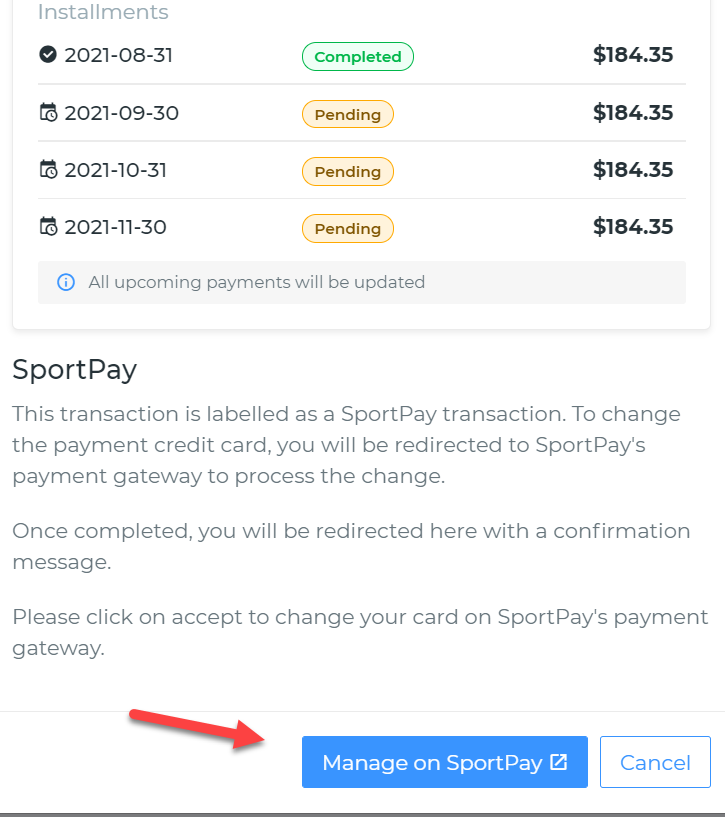 Installments
2021-08-31 Completed $184.35
2021-09-30 Pending $184.35
2021-10-31 Pending $184.35
2021-11-30 Pending $184.35
All upcoming payments will be updated
SportPay
This transaction is labelled as a SportPay transaction. To change
the payment credit card, you will be redirected to SportPay's
payment gateway to process the change.
Once completed, you will be redirected here with a confirmation
message.
Please click on accept to change your card on SportPay's payment
gateway.
Manage on SportPay Cancel